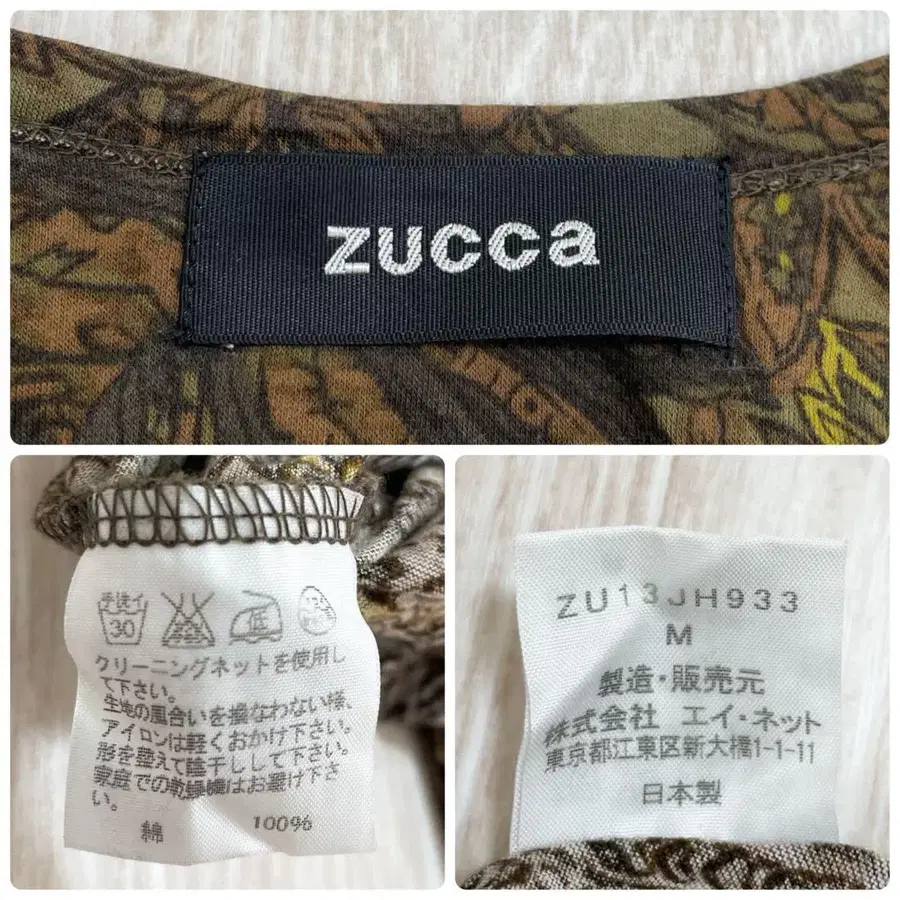 zucca
手洗イ
30
低
クリーニングネットを使用し
て下さい。
生地の風合いを損なわない様、
アイロンは軽くおかけ下さい。
形を整えて陰干しして下さい。
家庭での乾燥機はお避け下さ
い。
綿 100%
ZU13JH933
M
製造・販売元
株式会社 エイ・ネット
東京都江東区新大橋1-1-11
日本製